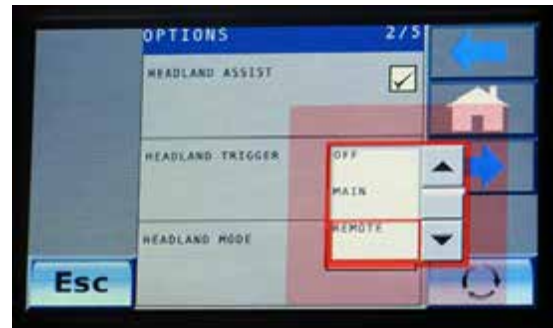 OPTIONS 2/5
HEADLAND ASSIST
HEADLAND TRIGGER
OFF
MAIN
REMOTE
HEADLAND MODE
Esc